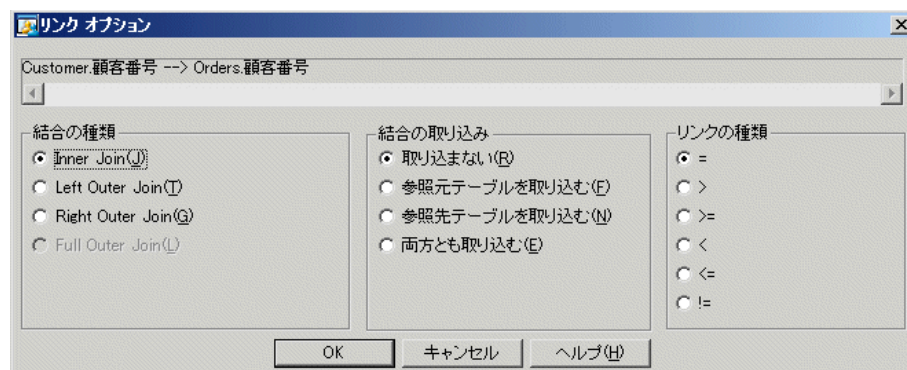 リンク オプション
Customer.顧客番号 --> Orders.顧客番号
結合の種類
Inner Join(J)
Left Outer Join(T)
Right Outer Join(G)
Full Outer Join(L)
結合の取り込み
取り込まない(R)
参照元テーブルを取り込む(F)
参照先テーブルを取り込む(N)
両方とも取り込む(E)
リンクの種類
=
>
>=
<
<=
!=
OK
キャンセル
ヘルプ(H)